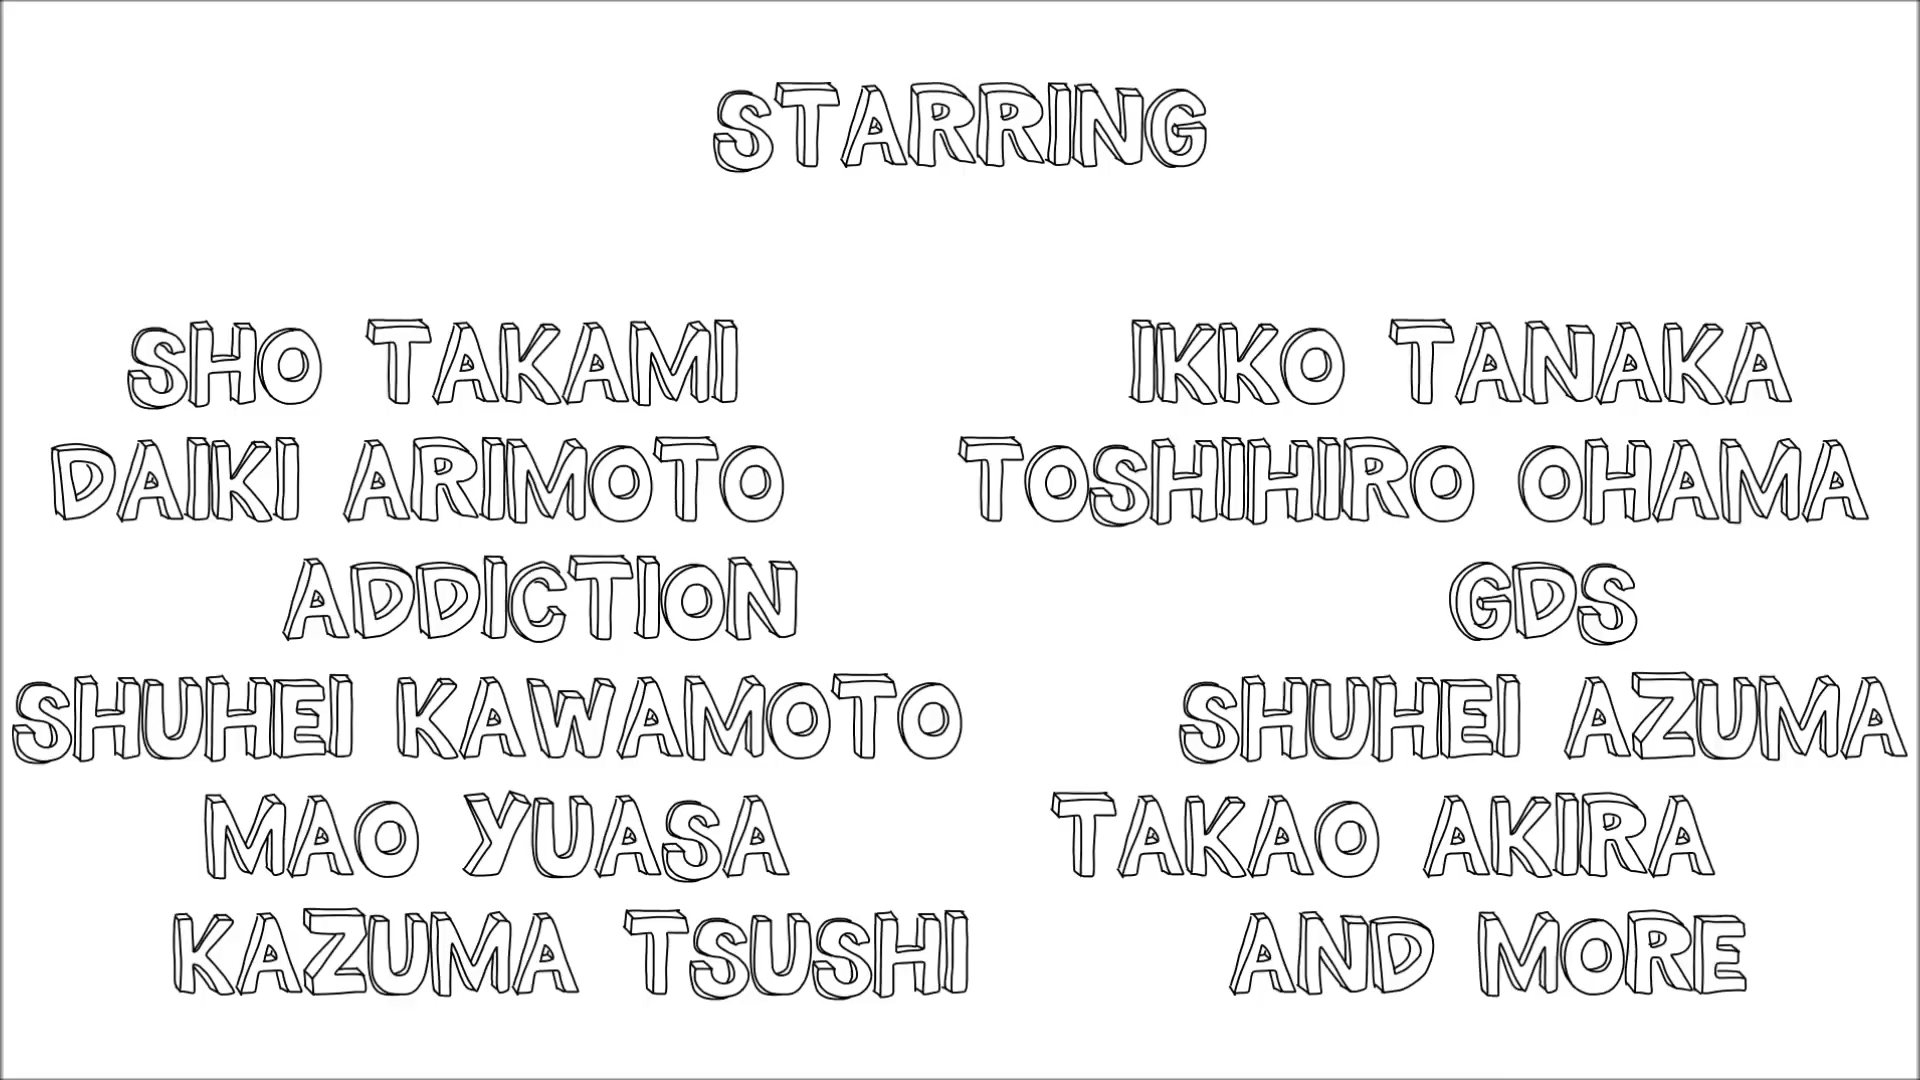 STARRING
SHO TAKAMI
DAIKI ARIMOTO
ADDICTION
SHUHEI KAWAMOTO
MAO YUASA
KAZUMA TSUSHI
IKKO TANAKA
TOSHIHIRO OHAMA
GDS
SHUHEI AZUMA
TAKAO AKIRA
AND MORE